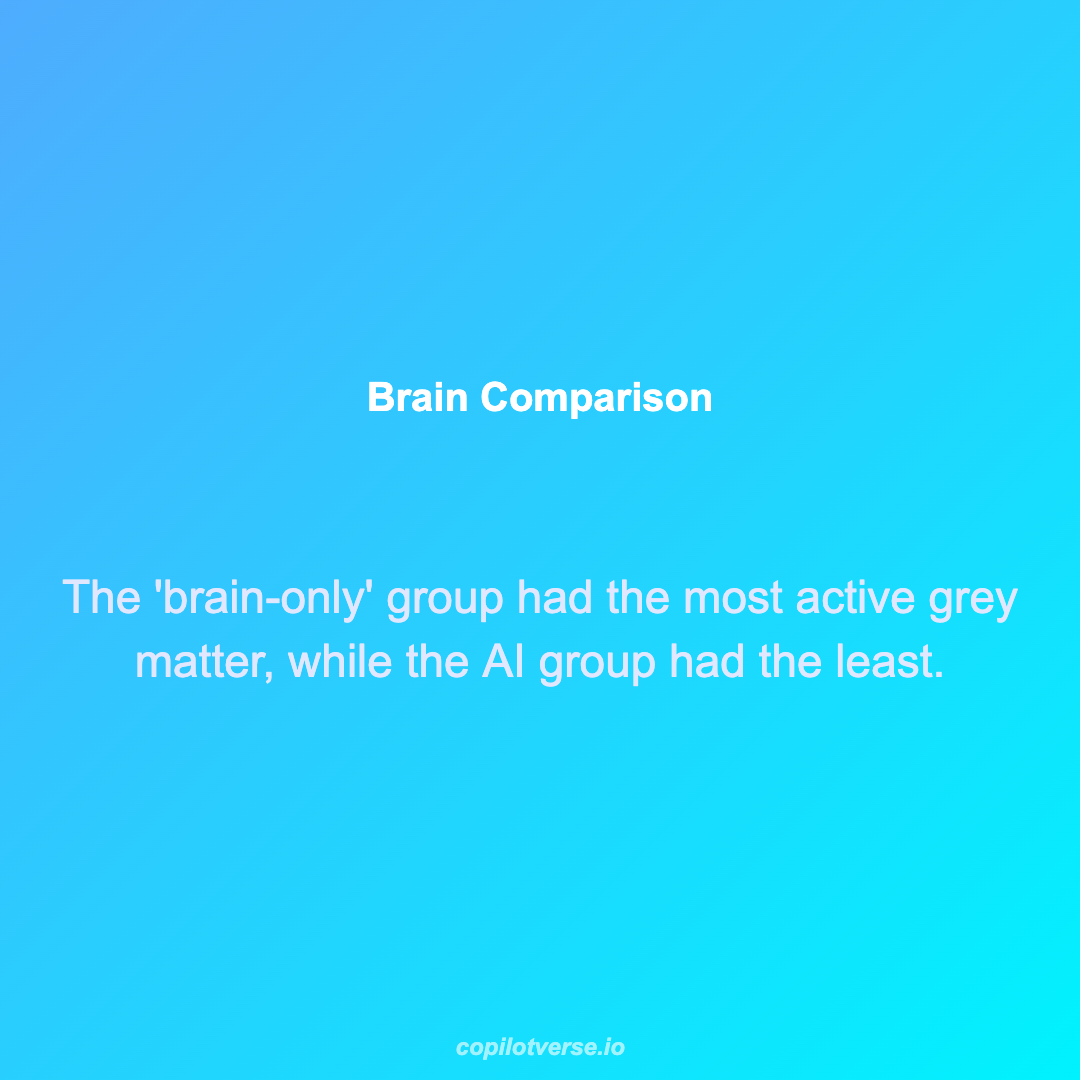 Brain Comparison
The 'brain-only' group had the most active grey
matter, while the AI group had the least.
copilotverse.io